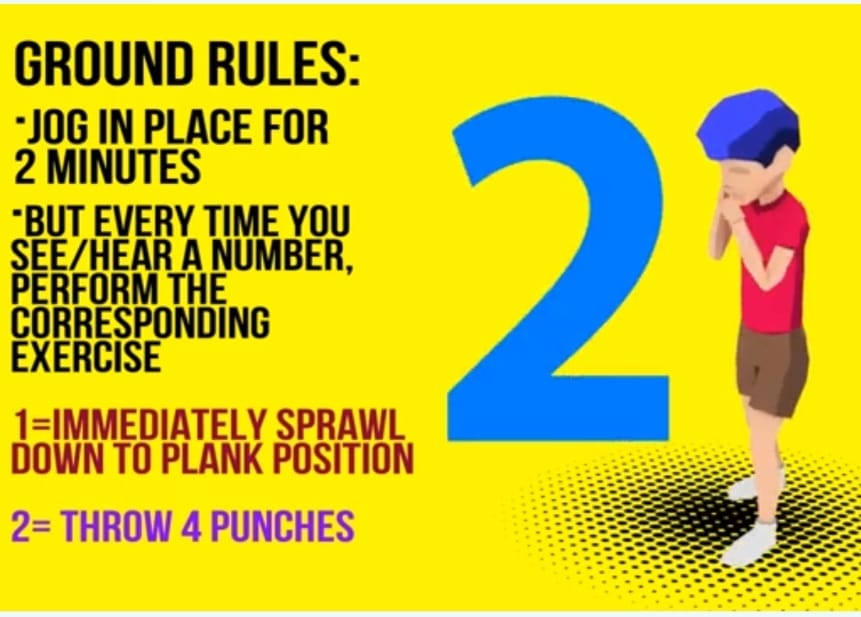 GROUND RULES:
·JOG IN PLACE FOR
2 MINUTES
·BUT EVERY TIME YOU
SEE/HEAR A NUMBER,
PERFORM THE
CORRESPONDING
EXERCISE
1=IMMEDIATELY SPRAWL
DOWN TO PLANK POSITION
2= THROW 4 PUNCHES
2